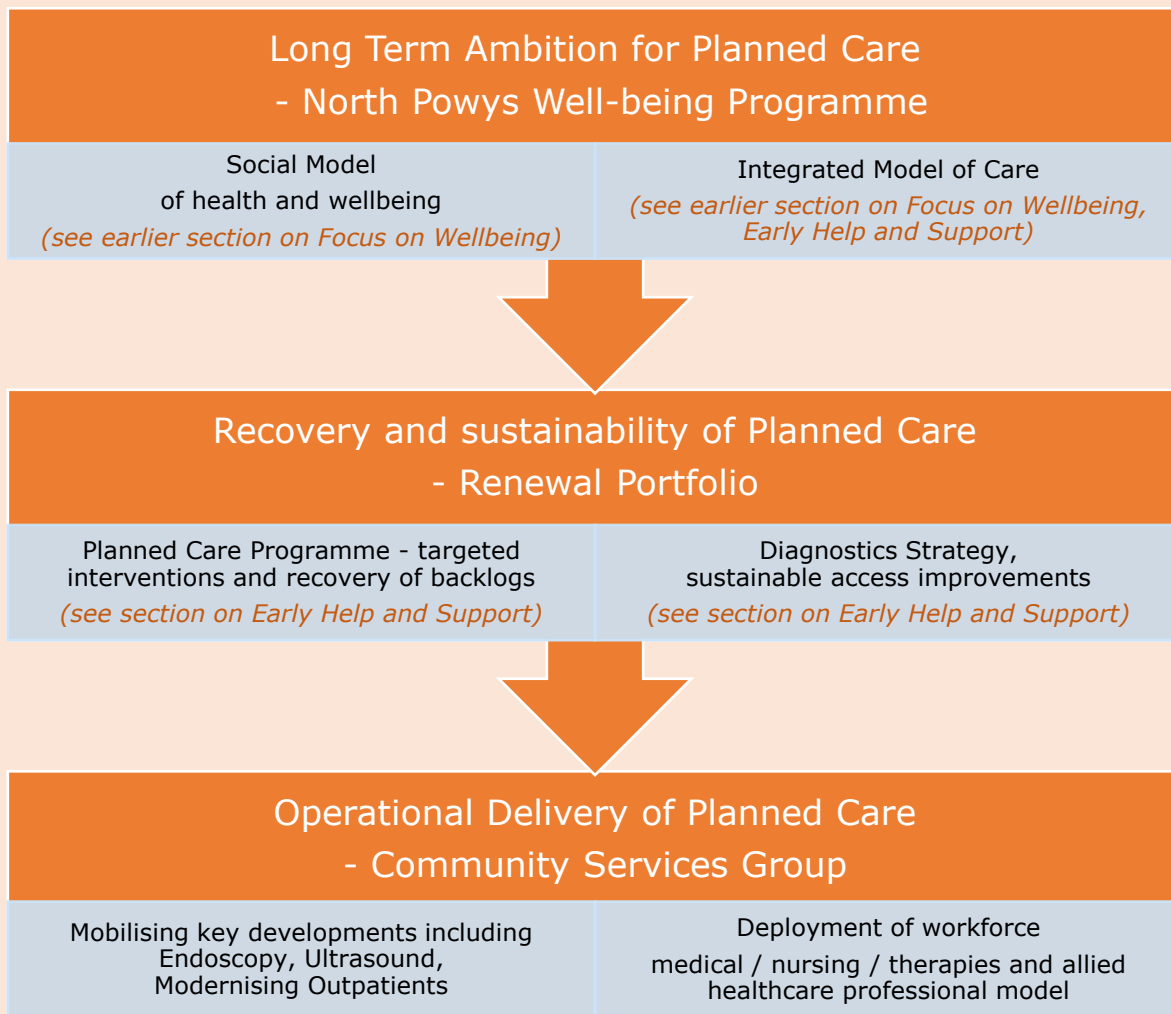 Long Term Ambition for Planned Care
- North Powys Well-being Programme
Social Model
of health and wellbeing
(see earlier section on Focus on Wellbeing)
Integrated Model of Care
(see earlier section on Focus on Wellbeing,
Early Help and Support)
Recovery and sustainability of Planned Care
- Renewal Portfolio
Planned Care Programme - targeted
interventions and recovery of backlogs
(see section on Early Help and Support)
Diagnostics Strategy,
sustainable access improvements
(see section on Early Help and Support)
Operational Delivery of Planned Care
- Community Services Group
Mobilising key developments including
Endoscopy, Ultrasound,
Modernising Outpatients
Deployment of workforce
medical / nursing / therapies and allied
healthcare professional model